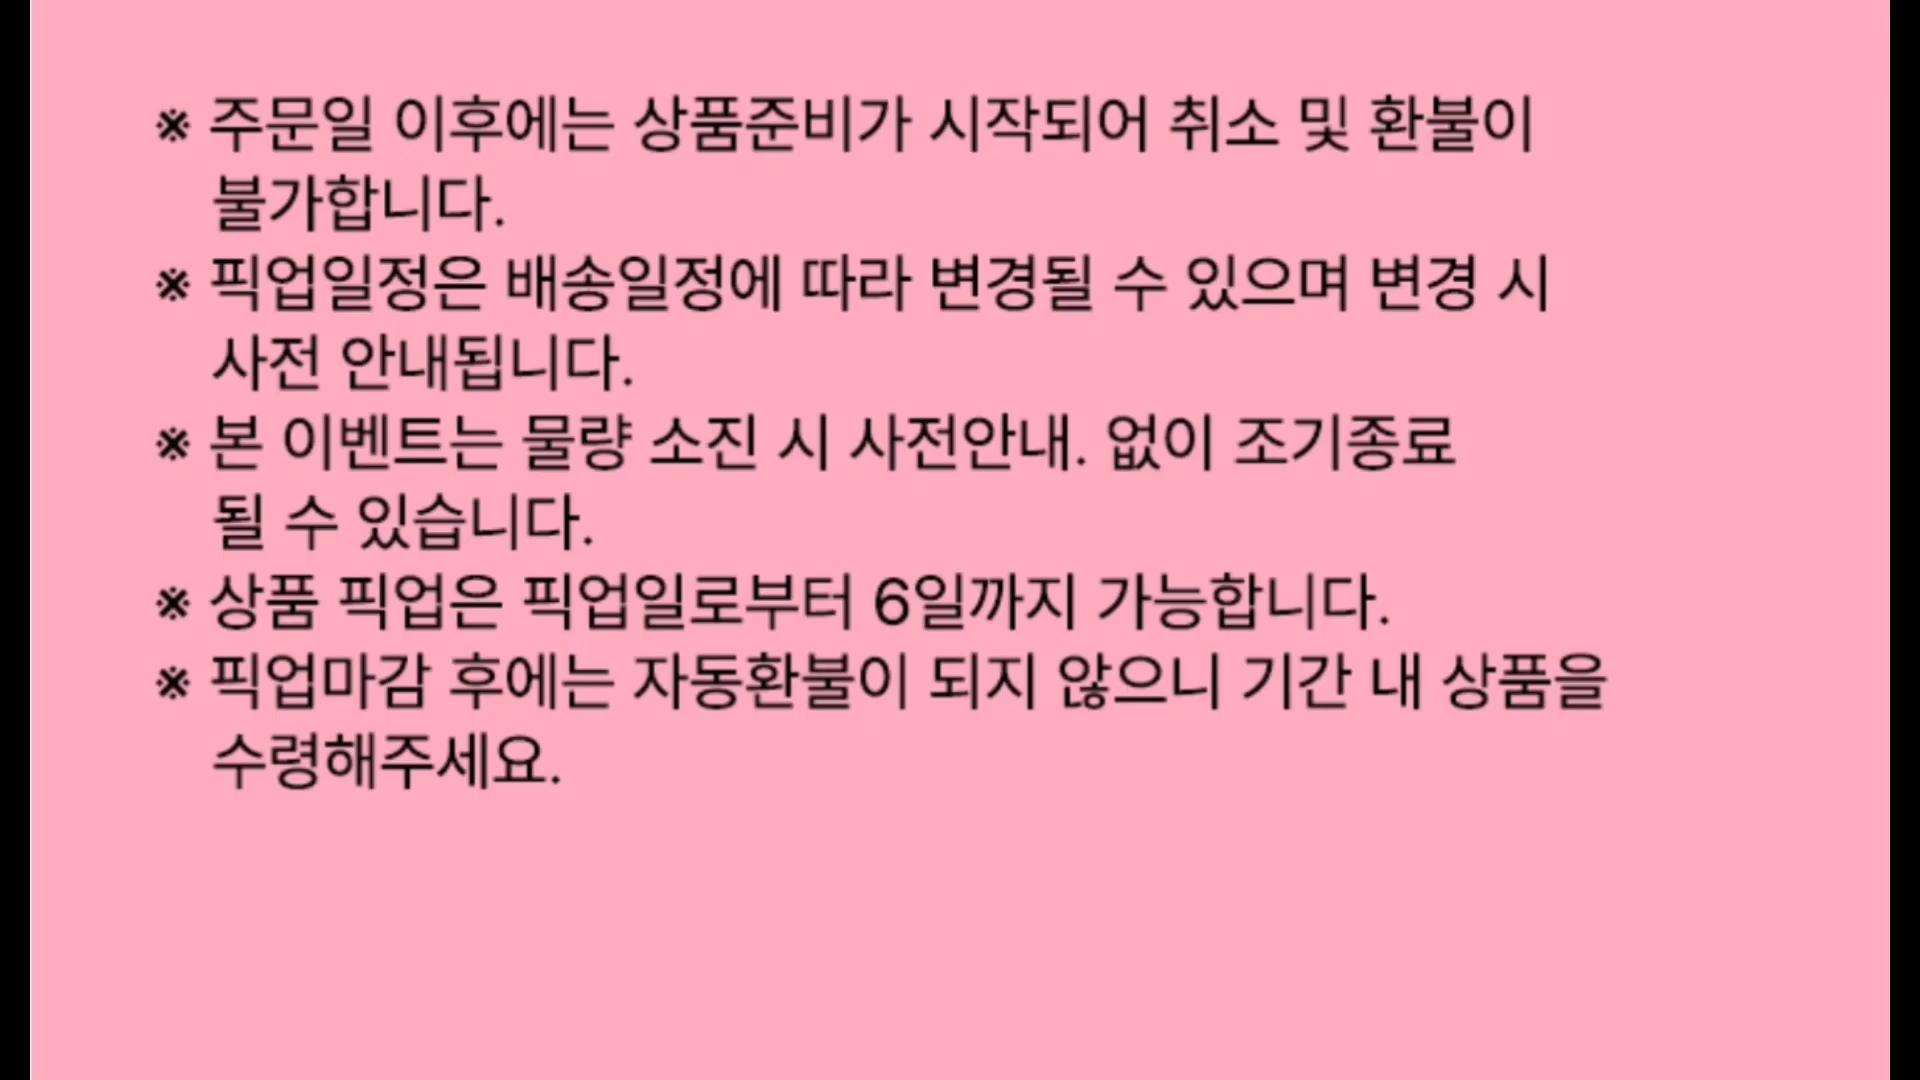 ※ 주문일 이후에는 상품준비가 시작되어 취소 및 환불이
불가합니다.
※ 픽업일정은 배송일정에 따라 변경될 수 있으며 변경 시
사전 안내됩니다.
※ 본 이벤트는 물량 소진 시 사전안내. 없이 조기종료
될 수 있습니다.
※ 상품 픽업은 픽업일로부터 6일까지 가능합니다.
※ 픽업마감 후에는 자동환불이 되지 않으니 기간 내 상품을
수령해주세요.